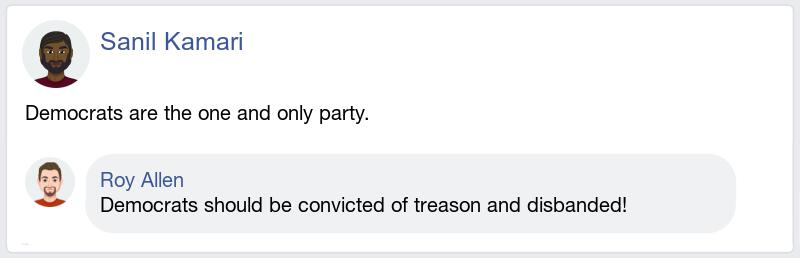 Sanil Kamari
Democrats are the one and only party.
Roy Allen
Democrats should be convicted of treason and disbanded!